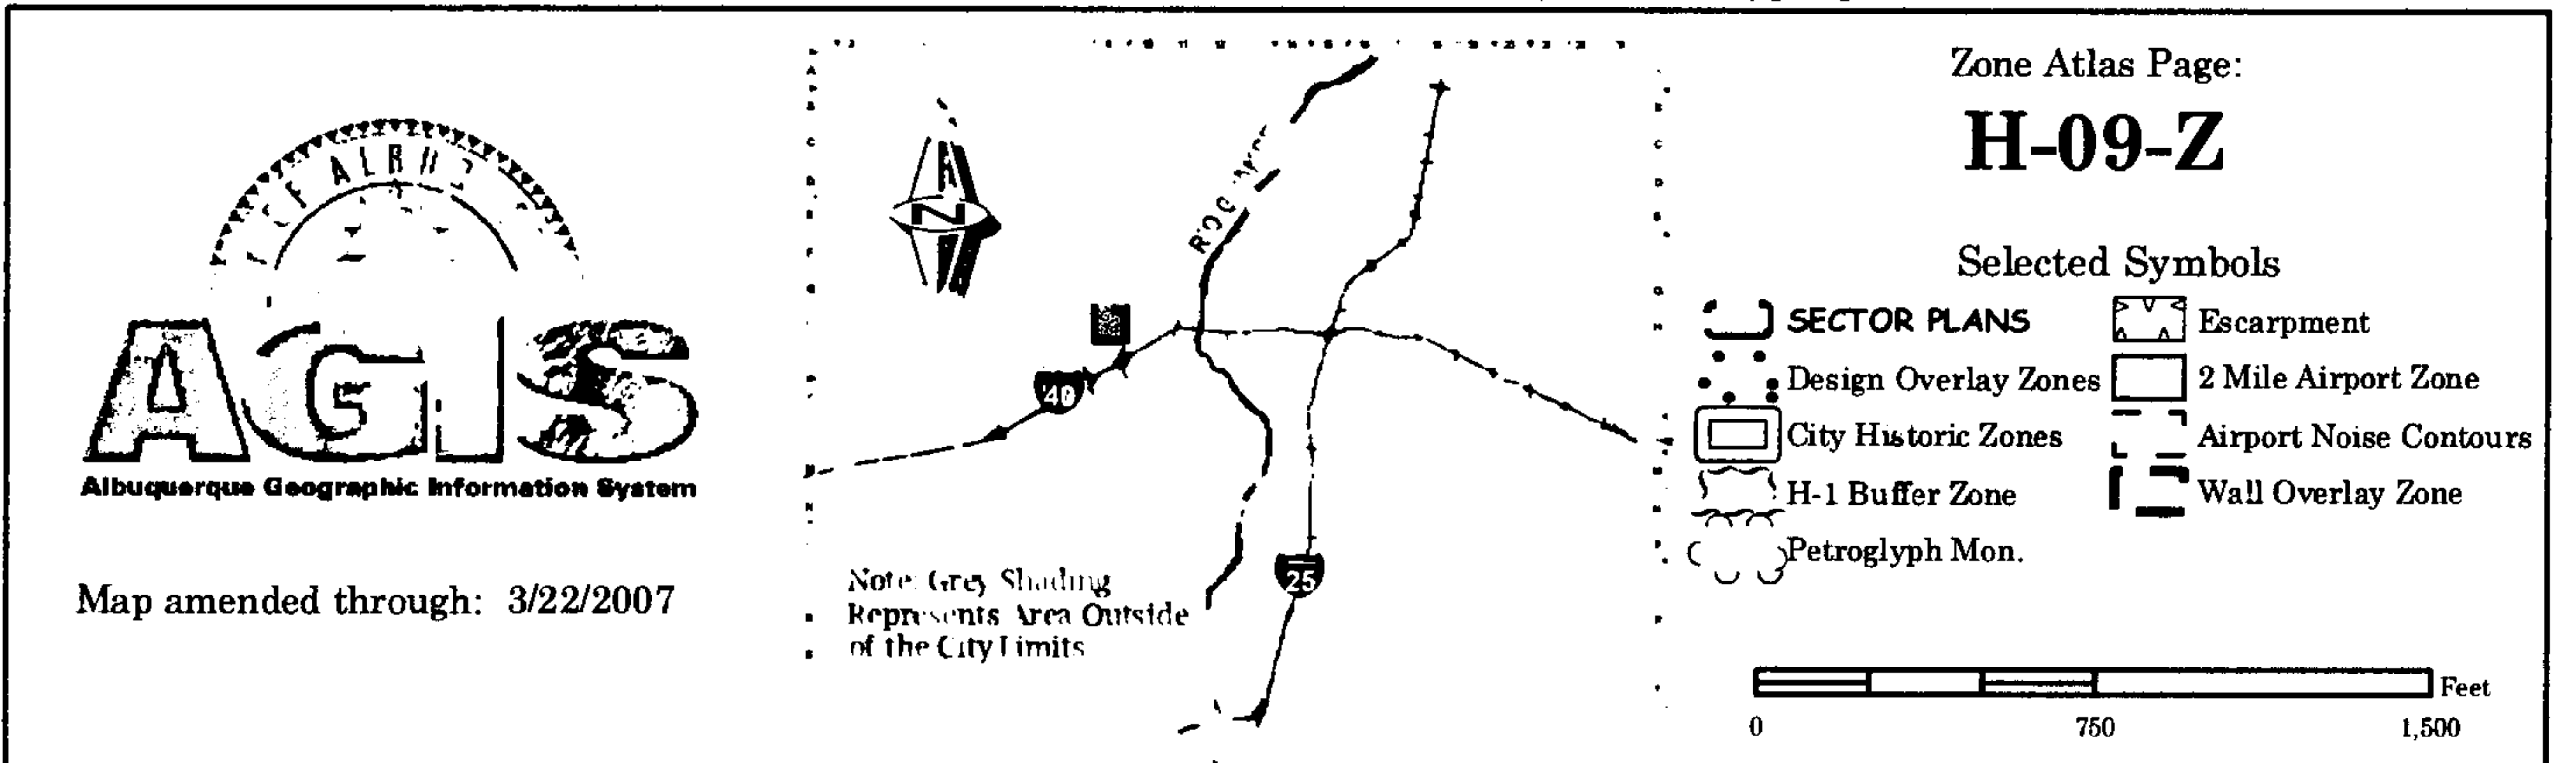 Albuquerque Geographic Information System
AGIS
Map amended through: 3/22/2007
N
40
25
Note: Grey Shading
Represents Area Outside
of the City Limits
Zone Atlas Page:
H-09-Z
Selected Symbols
SECTOR PLANS
Escarpment
Design Overlay Zones
2 Mile Airport Zone
City Historic Zones
Airport Noise Contours
H-1 Buffer Zone
Wall Overlay Zone
Petroglyph Mon.
Feet
0 750 1,500